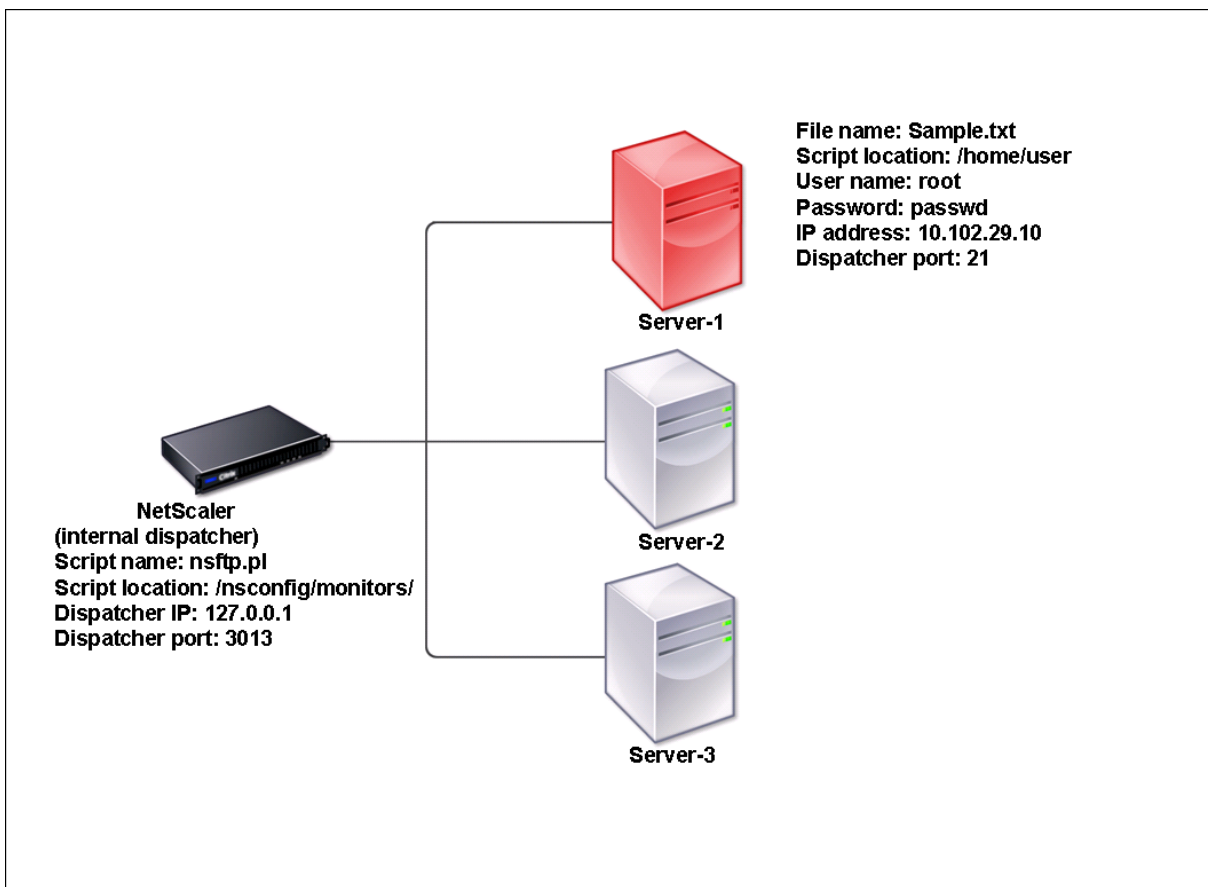 File name: Sample.txt
Script location: /home/user
User name: root
Password: passwd
IP address: 10.102.29.10
Dispatcher port: 21
Server-1
Server-2
NetScaler
(internal dispatcher)
Script name: nsftp.pl
Script location: /nsconfig/monitors/
Dispatcher IP: 127.0.0.1
Dispatcher port: 3013
Server-3